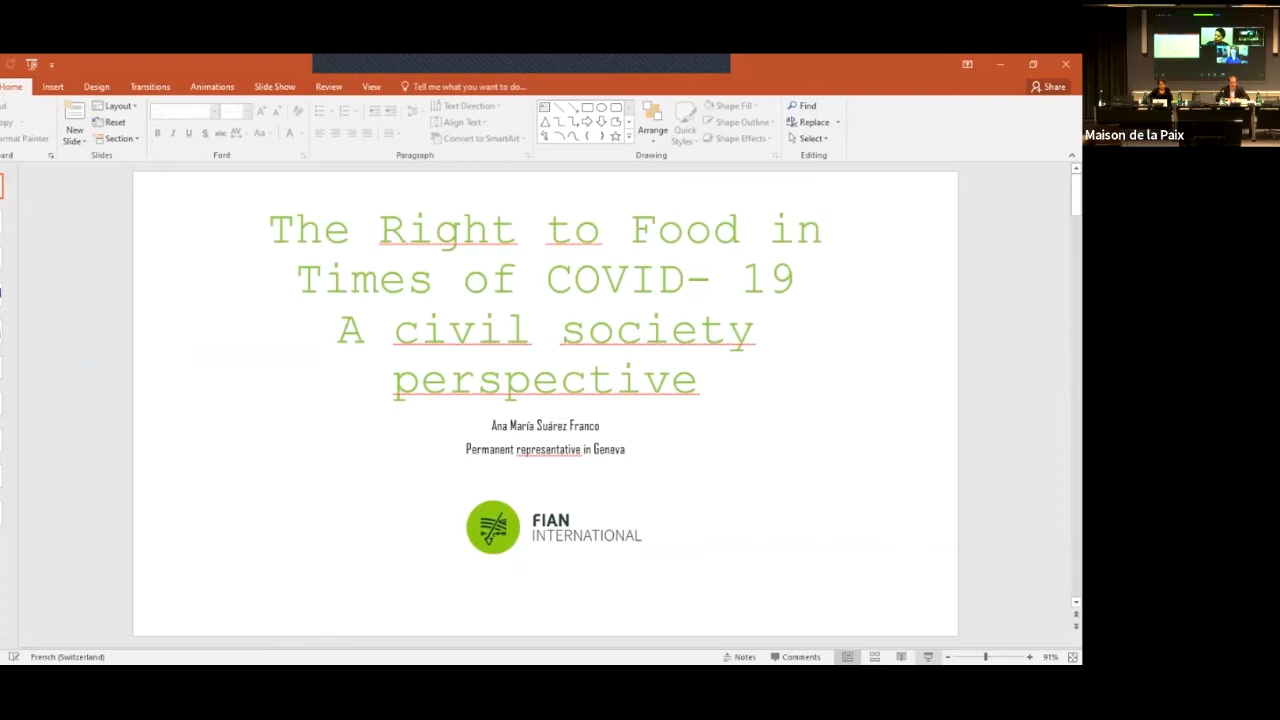 Home Insert Design Transitions Animations Slide Show Review View Tell me what you want to do... Share
Layout
Reset
Section
New
Slide
Format Painter
Slides
Font
Text Direction
Align Text
Convert to SmartArt
Paragraph
Arrange
Quick
Styles
Drawing
Shape Fill
Shape Outline
Shape Effects
Find
Replace
Select
Editing
Maison de la Paix
The Right to Food in
Times of COVID- 19
A civil society
perspective
Ana María Suárez Franco
Permanent representative in Geneva
FIAN
INTERNATIONAL
French (Switzerland) Notes Comments 91%